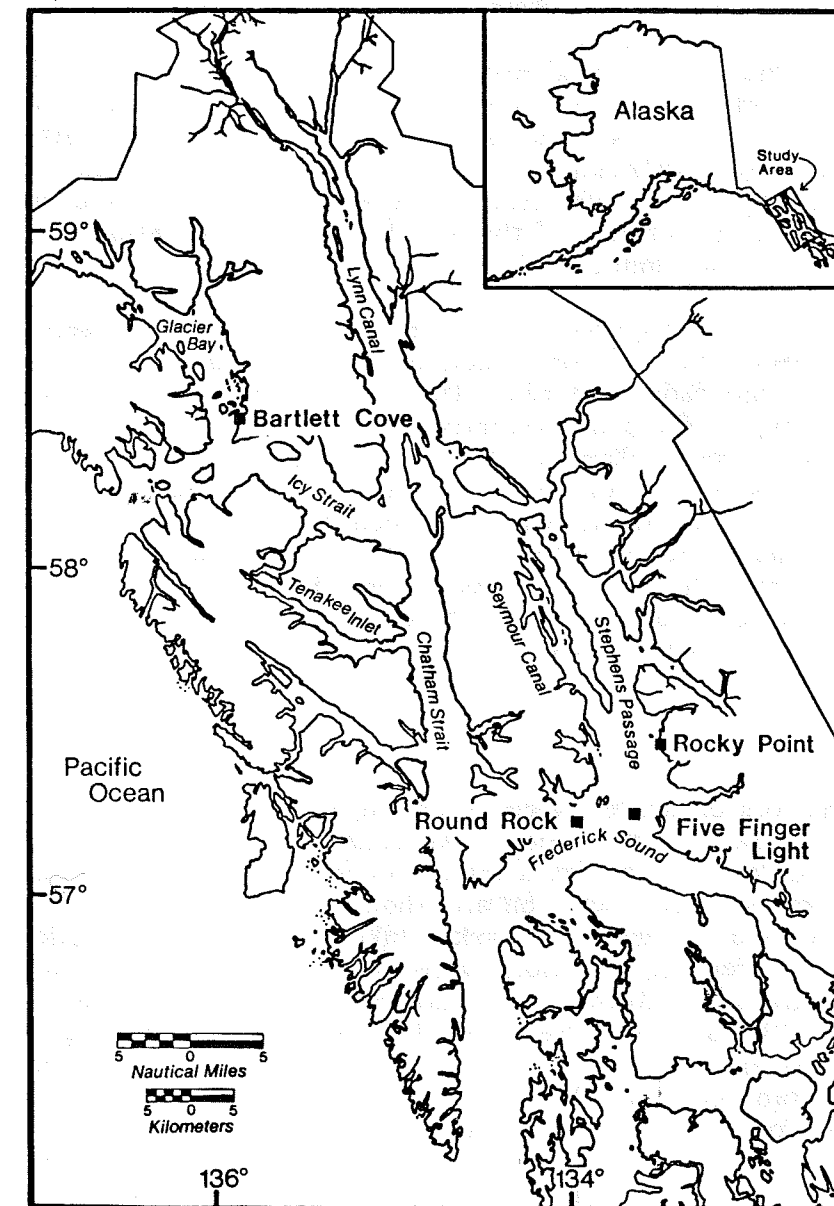 Alaska
Study
Area
59°
Lynn Canal
Glacier
Bay
Bartlett Cove
Icy Strait
58°
Tenakee Inlet
Seymour Canal
Stephens Passage
Chatham Strait
Rocky Point
Pacific
Ocean
Round Rock
Five Finger
Light
Frederick Sound
57°
5 0 5
Nautical Miles
5 0 5
Kilometers
136°
134°